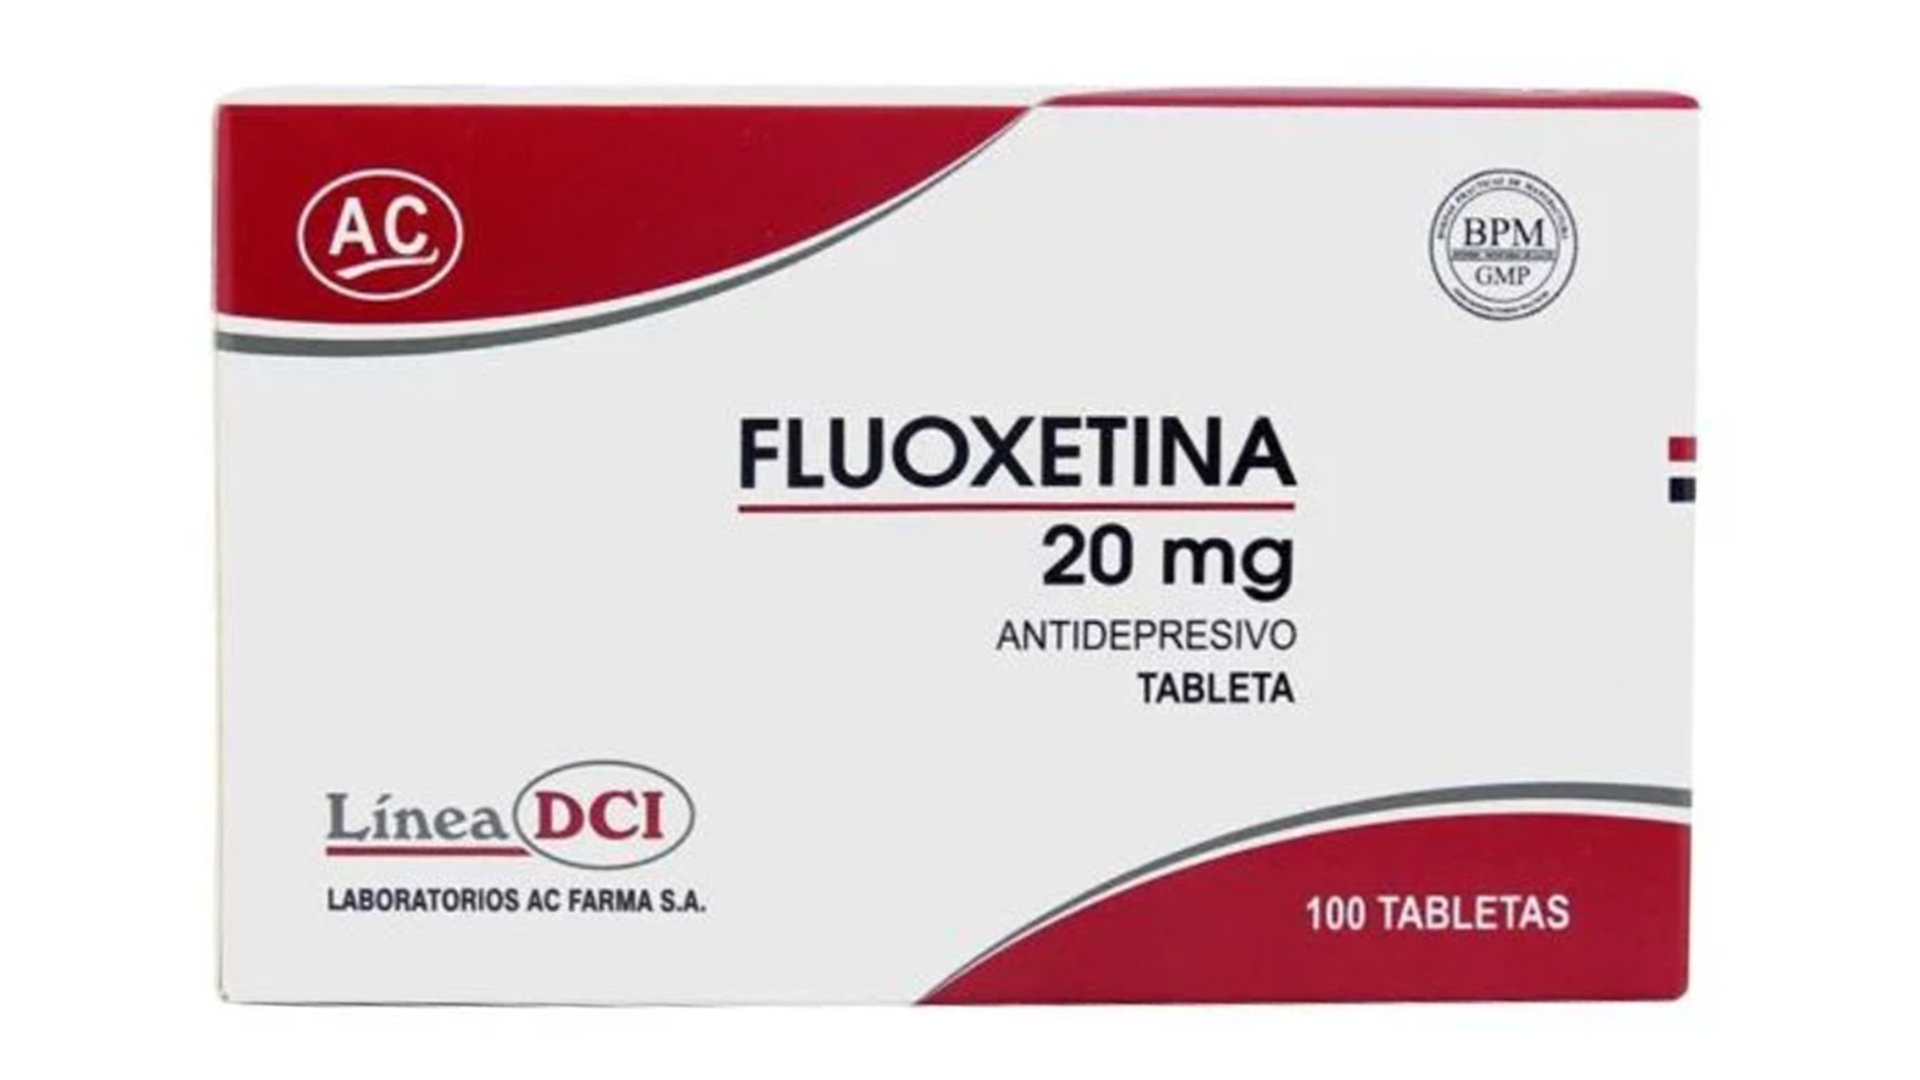 AC
BPM
GMP
FLUOXETINA
20 mg
ANTIDEPRESIVO
TABLETA
Línea DCI
LABORATORIOS AC FARMA S.A.
100 TABLETAS